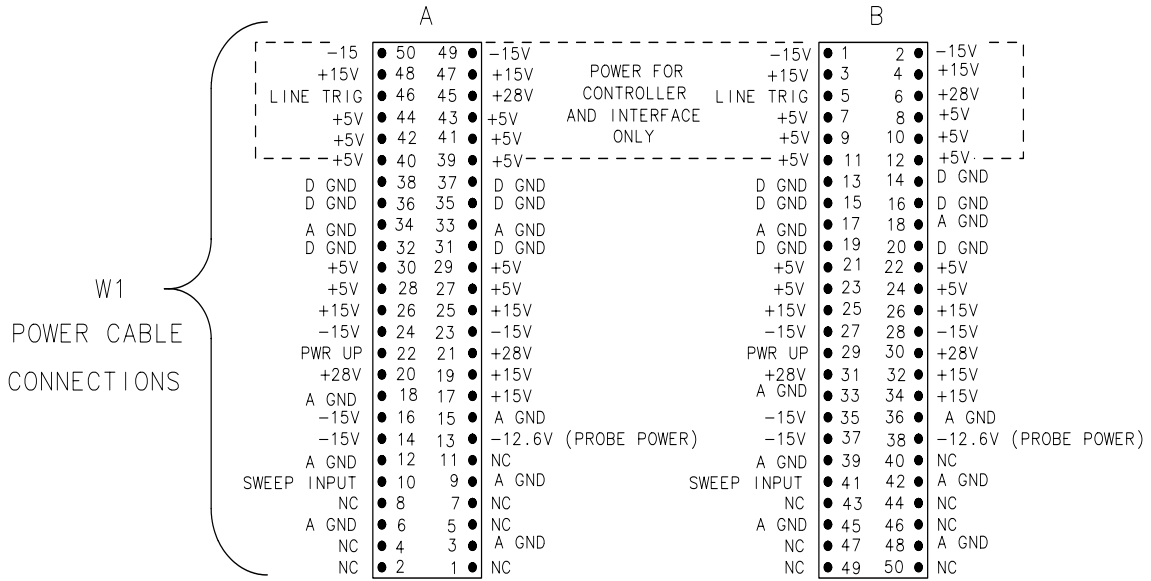 A B
-15 50 49 -15V -15V 1 2 -15V
+15V 48 47 +15V POWER FOR +15V 3 4 +15V
LINE TRIG 46 45 +28V CONTROLLER LINE TRIG 5 6 +28V
+5V 44 43 +5V AND INTERFACE +5V 7 8 +5V
+5V 42 41 +5V ONLY +5V 9 10 +5V
+5V 40 39 +5V +5V 11 12 +5V
D GND 38 37 D GND D GND 13 14 D GND
D GND 36 35 D GND D GND 15 16 D GND
A GND 34 33 A GND A GND 17 18 A GND
D GND 32 31 D GND D GND 19 20 D GND
+5V 30 29 +5V +5V 21 22 +5V
W1 +5V 28 27 +5V +5V 23 24 +5V
+15V 26 25 +15V +15V 25 26 +15V
POWER CABLE -15V 24 23 -15V -15V 27 28 -15V
PWR UP 22 21 +28V PWR UP 29 30 +28V
CONNECTIONS +28V 20 19 +15V +28V 31 32 +15V
A GND 18 17 +15V A GND 33 34 +15V
-15V 16 15 A GND -15V 35 36 A GND
-15V 14 13 -12.6V (PROBE POWER) -15V 37 38 -12.6V (PROBE POWER)
A GND 12 11 NC A GND 39 40 NC
SWEEP INPUT 10 9 A GND SWEEP INPUT 41 42 A GND
NC 8 7 NC NC 43 44 NC
A GND 6 5 NC A GND 45 46 NC
NC 4 3 A GND NC 47 48 A GND
NC 2 1 NC NC 49 50 NC